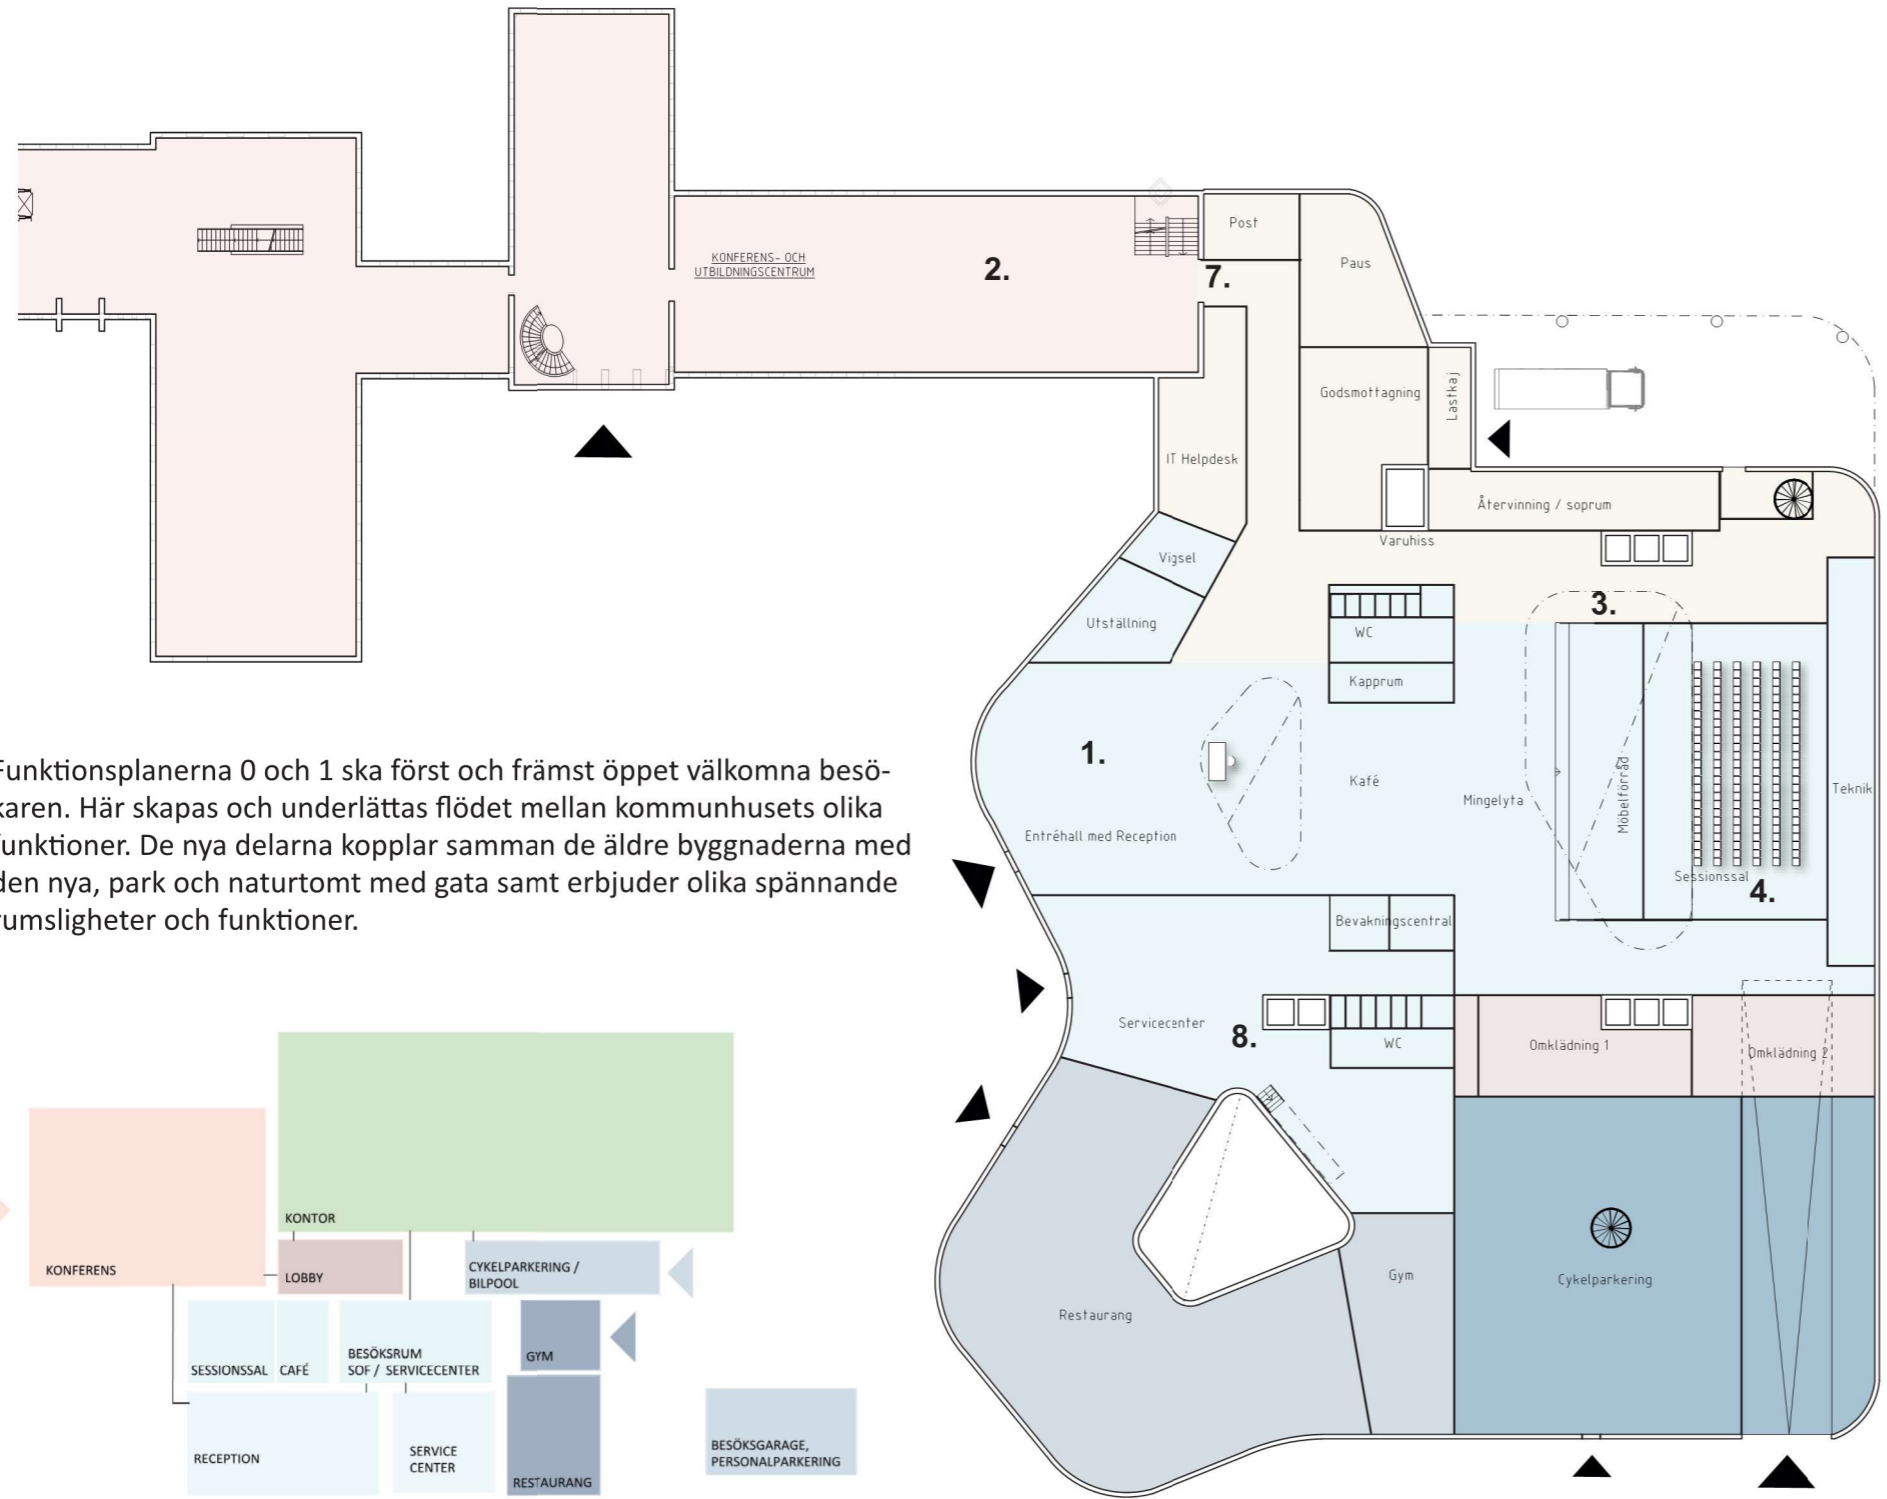 KONFERENS- OCH
UTBILDNINGSCENTRUM
2.
Post
7.
Paus
Godsmottagning
Lastkaj
IT Helpdesk
Återvinning / soprum
Varuhiss
Vigsel
Utställning
WC
Kapprum
3.
1.
Kafé
Mingelyta
Möbelförråd
Teknik
Entréhall med Reception
Sessionssal
4.
Bevakningscentral
Servicecenter
8.
WC
Omklädning 1
Omklädning 2
Restaurang
Gym
Cykelparkering
Funktionsplanerna 0 och 1 ska först och främst öppet välkomna besö-
karen. Här skapas och underlättas flödet mellan kommunhusets olika
funktioner. De nya delarna kopplar samman de äldre byggnaderna med
den nya, park och naturtomt med gata samt erbjuder olika spännande
rumsligheter och funktioner.
KONTOR
KONFERENS
LOBBY
CYKELPARKERING /
BILPOOL
SESSIONSSAL
CAFÉ
BESÖKSRUM
SOF / SERVICECENTER
GYM
RECEPTION
SERVICE
CENTER
RESTAURANG
BESÖKSGARAGE,
PERSONALPARKERING